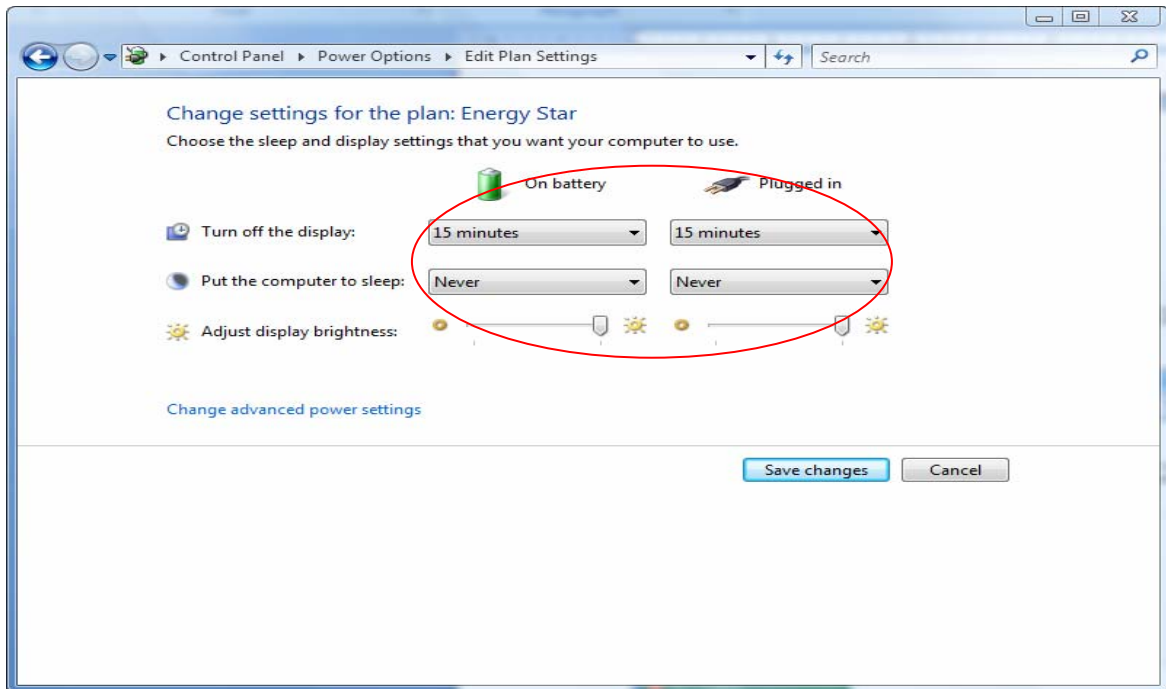 Control Panel ▸ Power Options ▸ Edit Plan Settings
Search
Change settings for the plan: Energy Star
Choose the sleep and display settings that you want your computer to use.
On battery Plugged in
Turn off the display: 15 minutes 15 minutes
Put the computer to sleep: Never Never
Adjust display brightness:
Change advanced power settings
Save changes Cancel